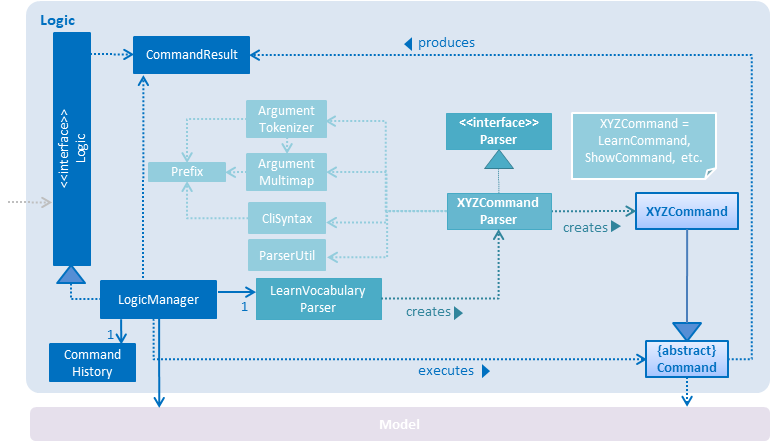 Logic
produces
CommandResult
<<interface>>
Logic
Argument
Tokenizer
<<interface>>
Parser
XYZCommand =
LearnCommand,
ShowCommand, etc.
Prefix
Argument
Multimap
CliSyntax
XYZCommand
Parser
creates
XYZCommand
ParserUtil
LogicManager
1
LearnVocabulary
Parser
creates
1
Command
History
executes
{abstract}
Command
Model